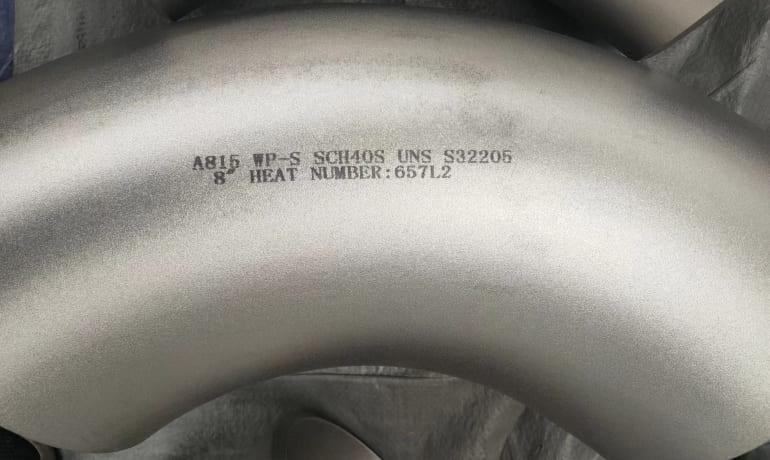 A815 WP-S SCH40S UNS S32205
8" HEAT NUMBER:657L2